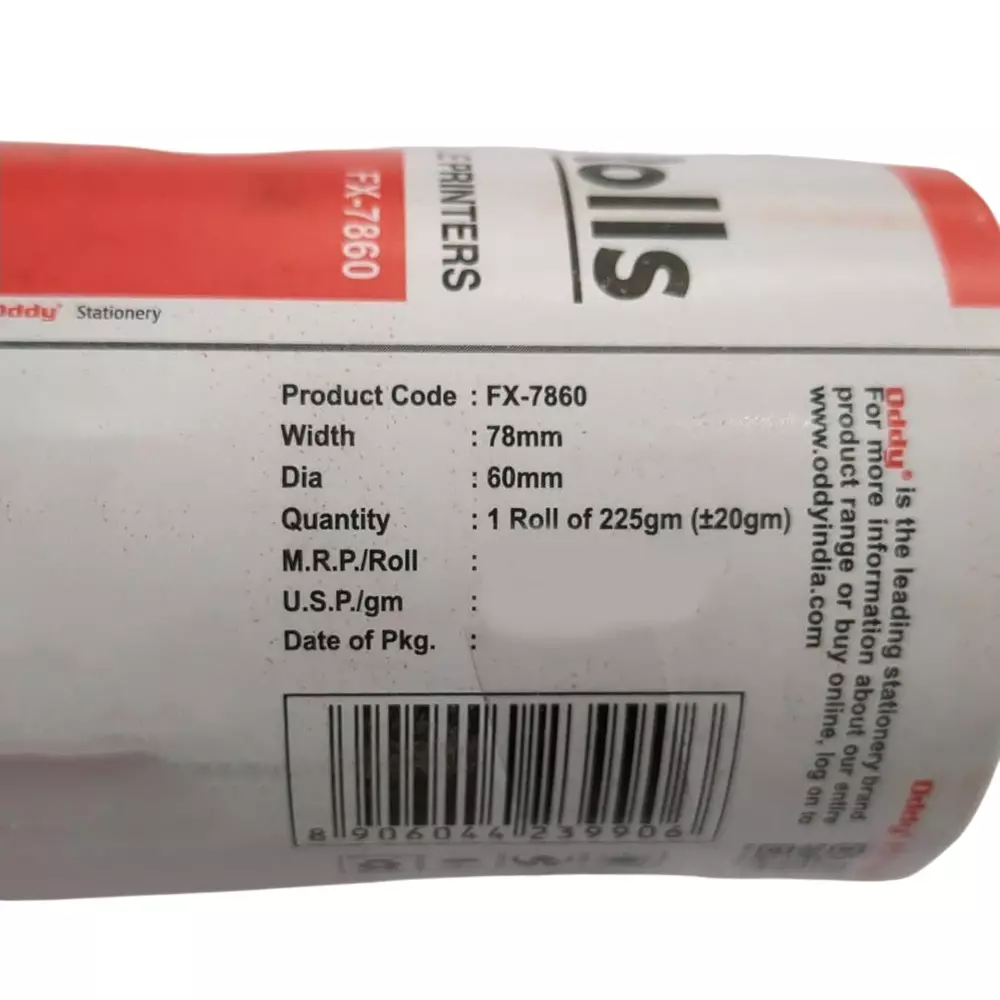 FX-7860
PRINTERS
olls
Oddy® Stationery
Product Code : FX-7860
Width : 78mm
Dia : 60mm
Quantity : 1 Roll of 225gm (±20gm)
M.R.P./Roll :
U.S.P./gm :
Date of Pkg. :
8 906044 239906
Oddy® is the leading stationery brand
For more information about our entire
product range or buy online, log on to
www.oddyindia.com
Oddy